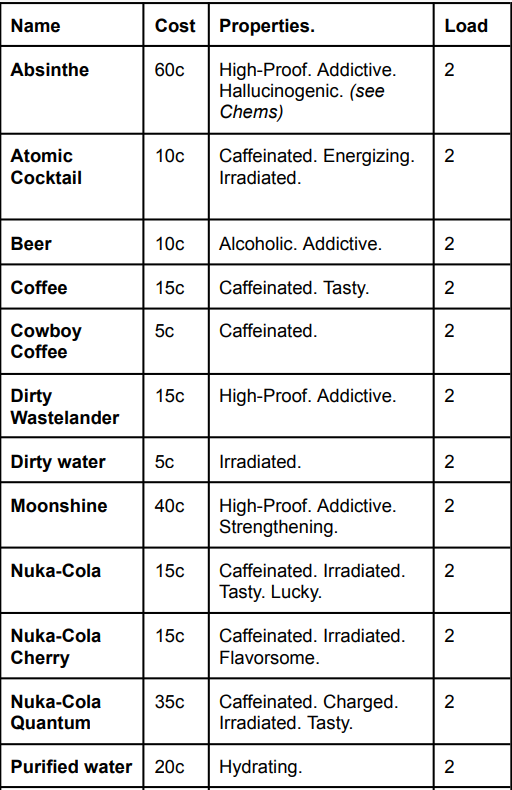 Name Cost Properties. Load
Absinthe 60c High-Proof. Addictive. 2
Hallucinogenic. (see
Chems)
Atomic 10c Caffeinated. Energizing. 2
Cocktail Irradiated.
Beer 10c Alcoholic. Addictive. 2
Coffee 15c Caffeinated. Tasty. 2
Cowboy 5c Caffeinated. 2
Coffee
Dirty 15c High-Proof. Addictive. 2
Wastelander
Dirty water 5c Irradiated. 2
Moonshine 40c High-Proof. Addictive. 2
Strengthening.
Nuka-Cola 15c Caffeinated. Irradiated. 2
Tasty. Lucky.
Nuka-Cola 15c Caffeinated. Irradiated. 2
Cherry Flavorsome.
Nuka-Cola 35c Caffeinated. Charged. 2
Quantum Irradiated. Tasty.
Purified water 20c Hydrating. 2